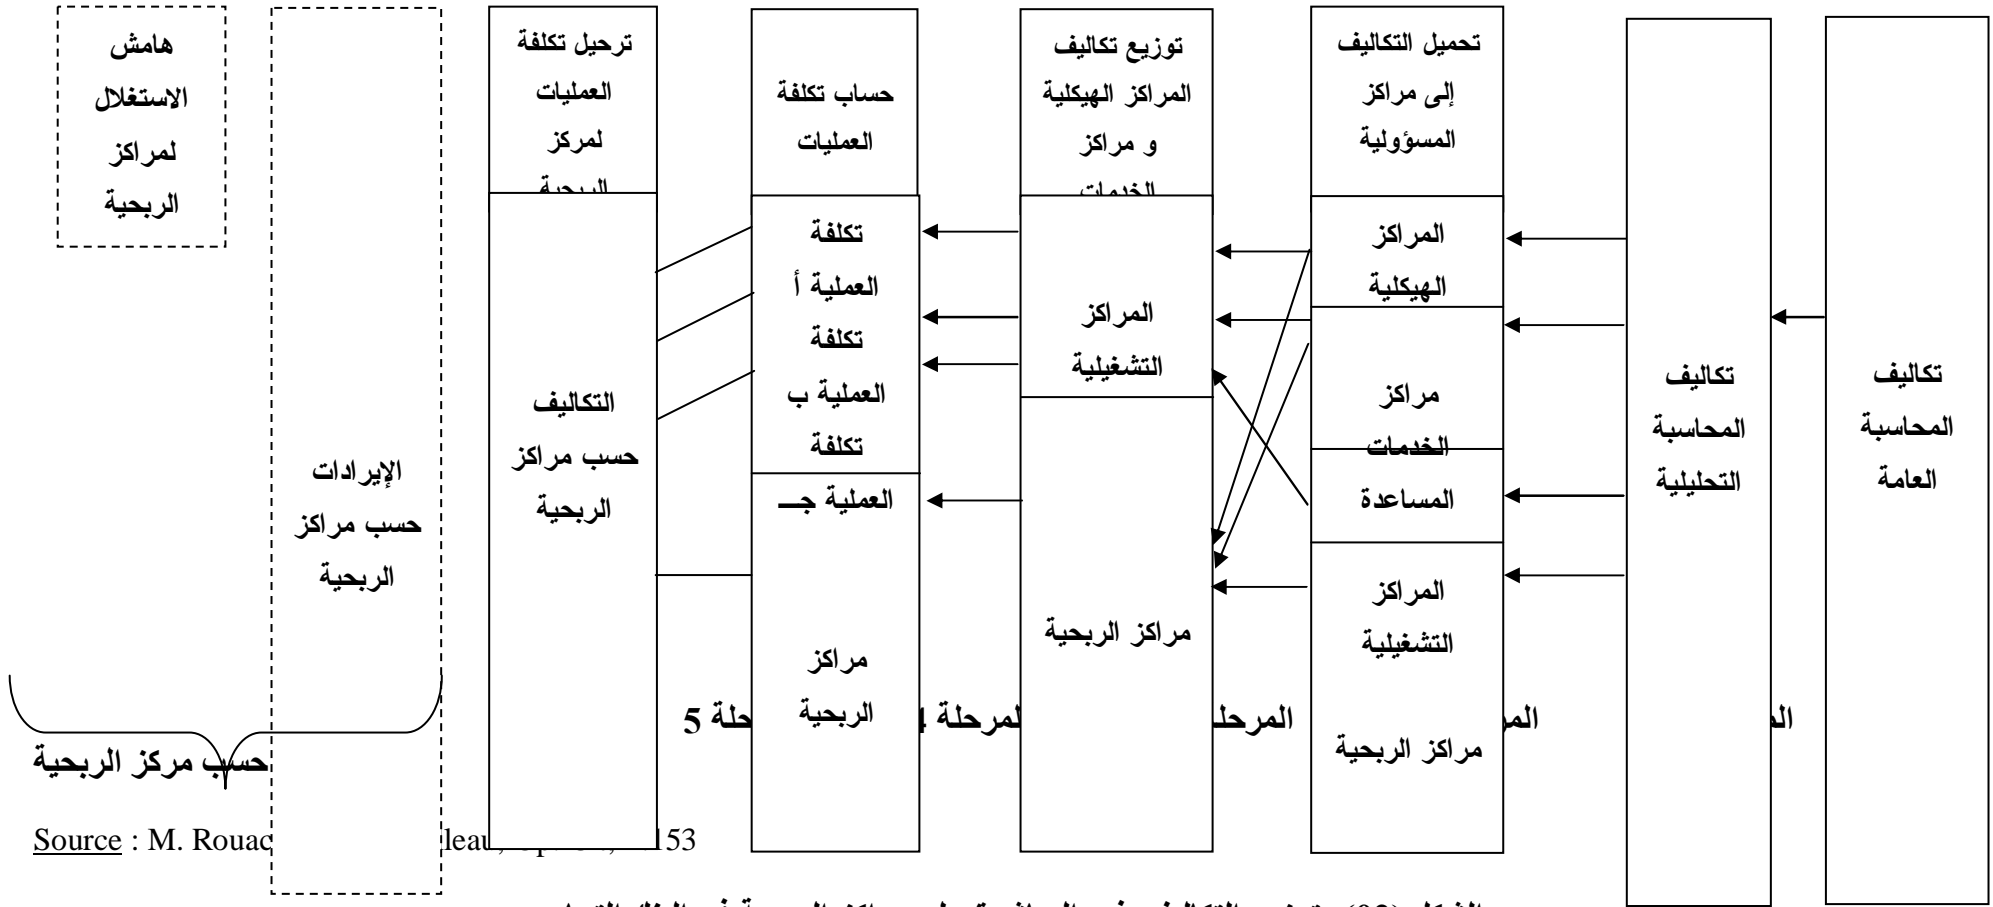 تكاليف
المحاسبة
العامة
تكاليف
المحاسبة
التحليلية
تحميل التكاليف
إلى مراكز
المسؤولية
المراكز
الهيكلية
مراكز
الخدمات
المساعدة
المراكز
التشغيلية
مراكز الربحية
توزيع تكاليف
المراكز الهيكلية
و مراكز
الخدمات
المراكز
التشغيلية
مراكز الربحية
حساب تكلفة
العمليات
تكلفة
العملية أ
تكلفة
العملية ب
تكلفة
العملية جـــ
مراكز
الربحية
ترحيل تكلفة
العمليات
لمركز
الربحية
التكاليف
حسب مراكز
الربحية
الإيرادات
حسب مراكز
الربحية
هامش
الاستغلال
لمراكز
الربحية
المرحلة 4 5
حسب مركز الربحية
Source : M. Rouac 153